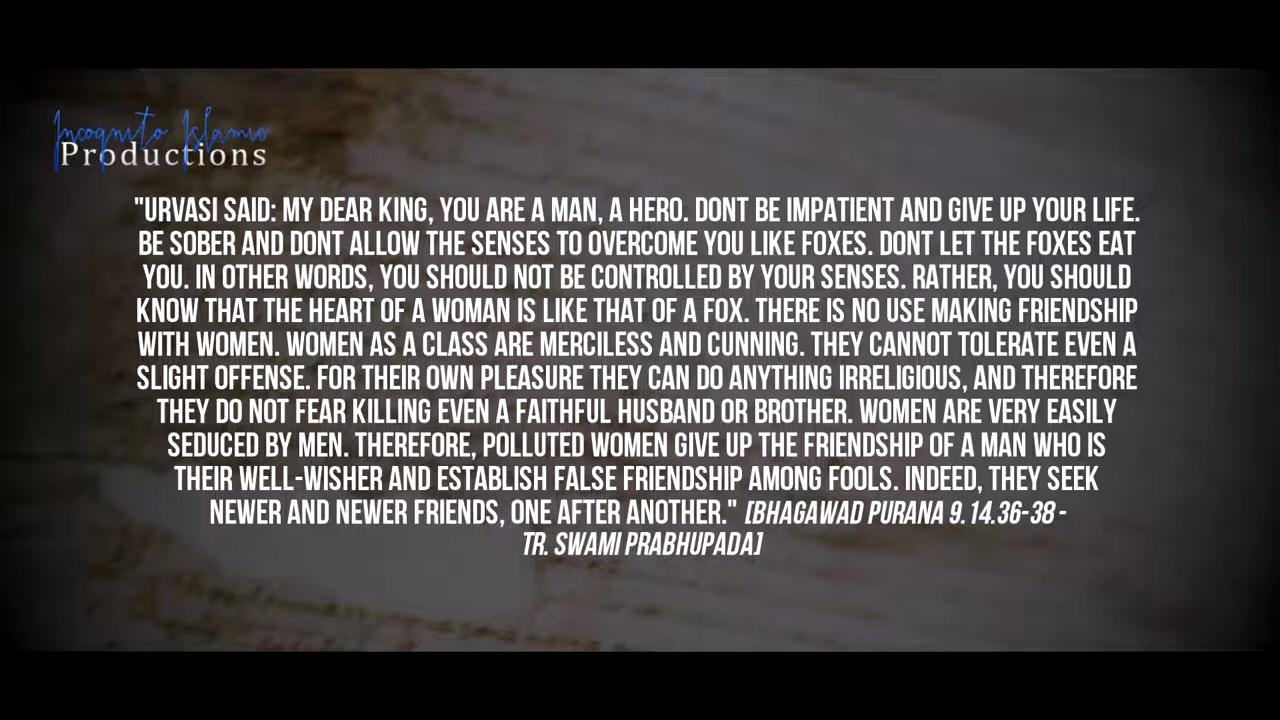 Incognito Islamic
Productions
"URVASI SAID: MY DEAR KING, YOU ARE A MAN, A HERO. DONT BE IMPATIENT AND GIVE UP YOUR LIFE.
BE SOBER AND DONT ALLOW THE SENSES TO OVERCOME YOU LIKE FOXES. DONT LET THE FOXES EAT
YOU. IN OTHER WORDS, YOU SHOULD NOT BE CONTROLLED BY YOUR SENSES. RATHER, YOU SHOULD
KNOW THAT THE HEART OF A WOMAN IS LIKE THAT OF A FOX. THERE IS NO USE MAKING FRIENDSHIP
WITH WOMEN. WOMEN AS A CLASS ARE MERCILESS AND CUNNING. THEY CANNOT TOLERATE EVEN A
SLIGHT OFFENSE. FOR THEIR OWN PLEASURE THEY CAN DO ANYTHING IRRELIGIOUS, AND THEREFORE
THEY DO NOT FEAR KILLING EVEN A FAITHFUL HUSBAND OR BROTHER. WOMEN ARE VERY EASILY
SEDUCED BY MEN. THEREFORE, POLLUTED WOMEN GIVE UP THE FRIENDSHIP OF A MAN WHO IS
THEIR WELL-WISHER AND ESTABLISH FALSE FRIENDSHIP AMONG FOOLS. INDEED, THEY SEEK
NEWER AND NEWER FRIENDS, ONE AFTER ANOTHER." [BHAGAWAD PURANA 9.14.36-38 -
TR. SWAMI PRABHUPADA]